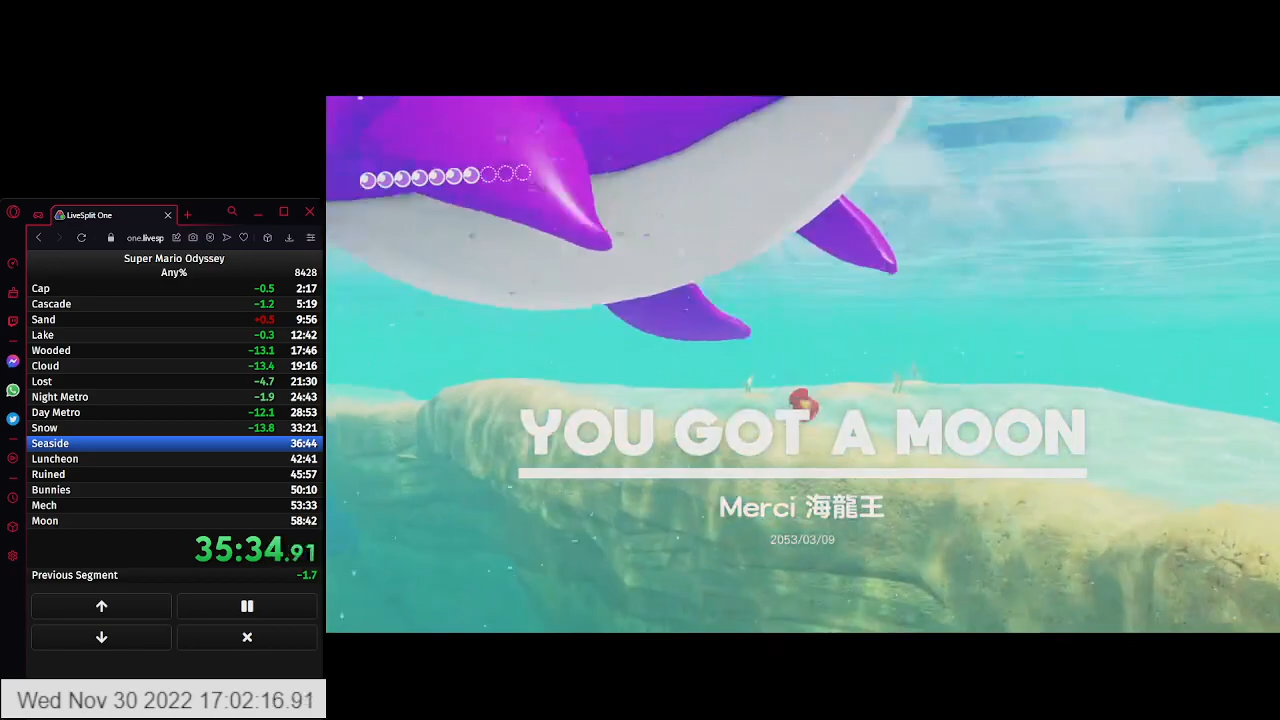 LiveSplit One
one.livesp
Super Mario Odyssey
Any% 8428
Cap -0.5 2:17
Cascade -1.2 5:19
Sand +0.5 9:56
Lake -0.3 12:42
Wooded -13.1 17:46
Cloud -13.4 19:16
Lost -4.7 21:30
Night Metro -1.9 24:43
Day Metro -12.1 28:53
Snow -13.8 33:21
Seaside 36:44
Luncheon 42:41
Ruined 45:57
Bunnies 50:10
Mech 53:33
Moon 58:42
35:34.91
Previous Segment -1.7
Wed Nov 30 2022 17:02:16.91
YOU GOT A MOON
Merci 海龍王
2053/03/09